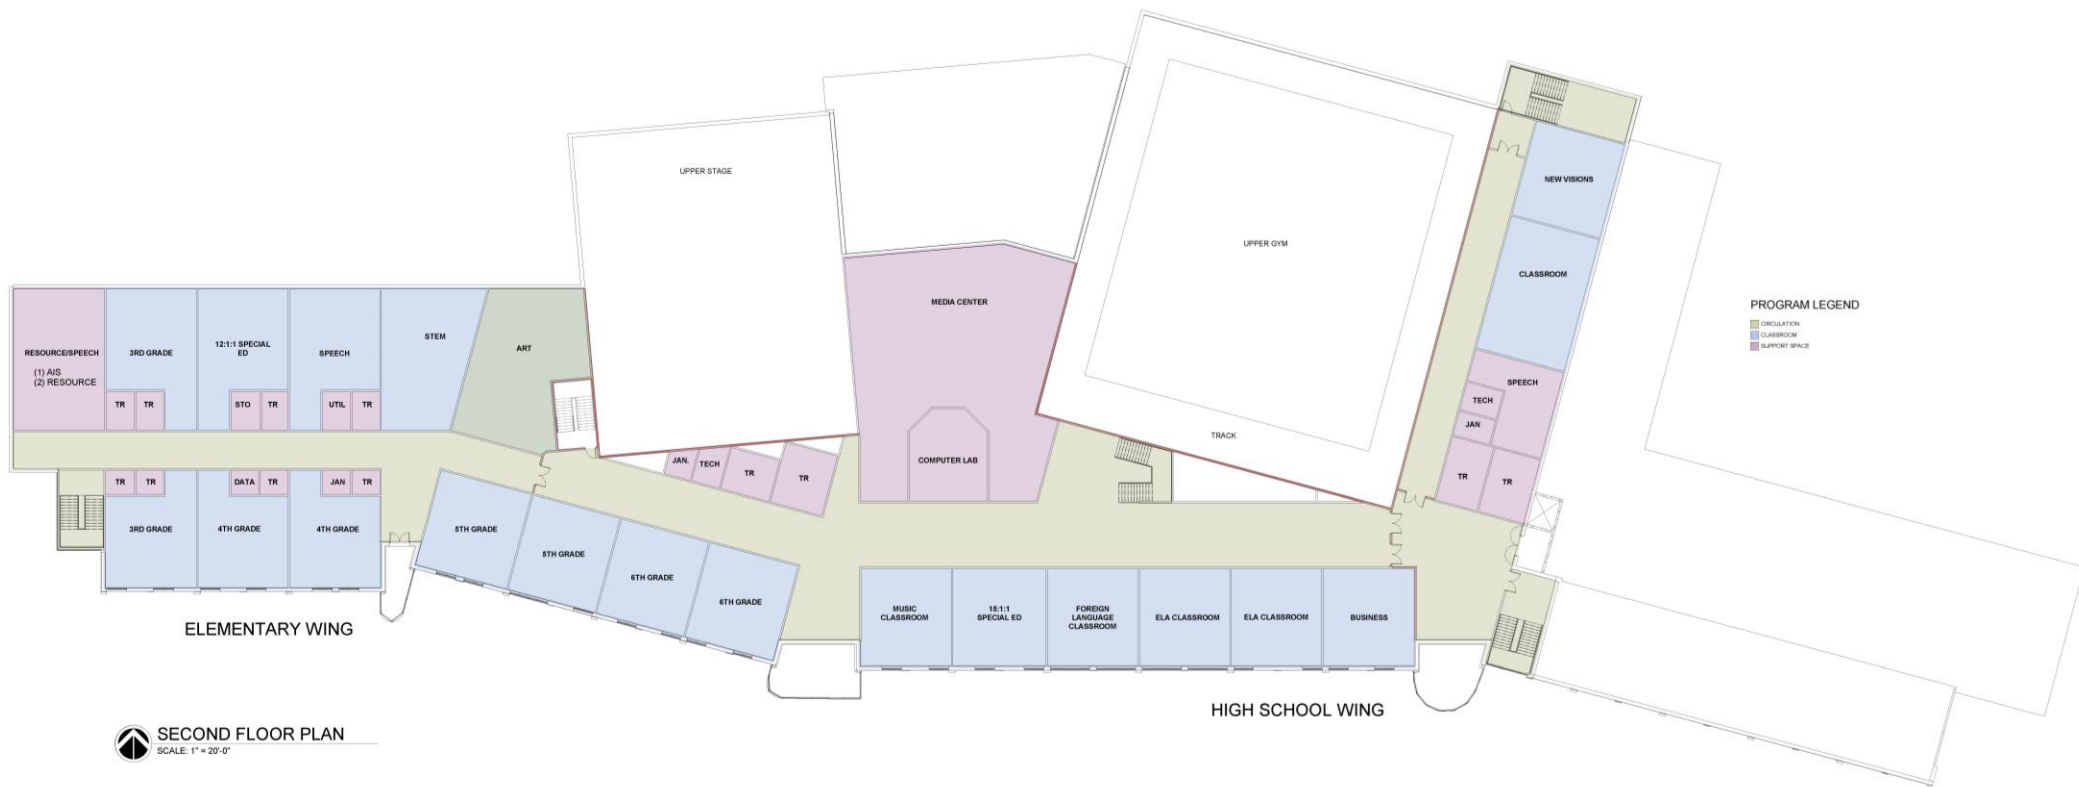 UPPER STAGE
NEW VISIONS
UPPER GYM
CLASSROOM
MEDIA CENTER
PROGRAM LEGEND
CIRCULATION
CLASSROOM
SUPPORT SPACE
RESOURCE/SPEECH
(1) AIS
(2) RESOURCE
3RD GRADE
12:1:1 SPECIAL
ED
SPEECH
STEM
ART
SPEECH
TECH
JAN
TR
TR
STO
TR
UTIL
TR
TRACK
JAN.
TECH
TR
TR
COMPUTER LAB
TR
TR
TR
TR
DATA
TR
JAN
TR
3RD GRADE
4TH GRADE
4TH GRADE
5TH GRADE
5TH GRADE
6TH GRADE
6TH GRADE
MUSIC
CLASSROOM
15:1:1
SPECIAL ED
FOREIGN
LANGUAGE
CLASSROOM
ELA CLASSROOM
ELA CLASSROOM
BUSINESS
ELEMENTARY WING
HIGH SCHOOL WING
SECOND FLOOR PLAN
SCALE: 1" = 20'-0"